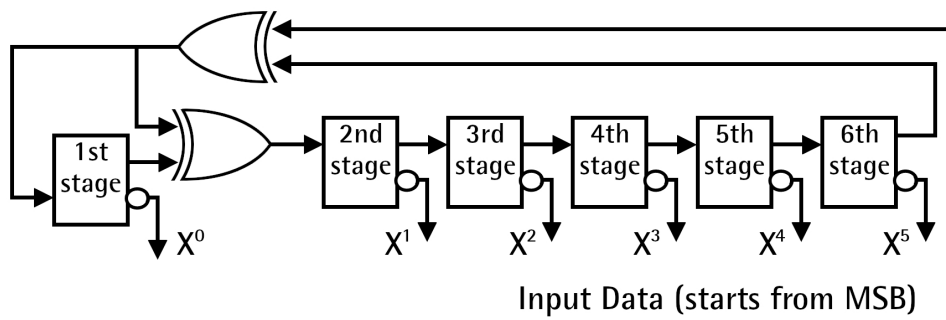 1st
stage
2nd
stage
3rd
stage
4th
stage
5th
stage
6th
stage
X⁰
X¹
X²
X³
X⁴
X⁵
Input Data (starts from MSB)